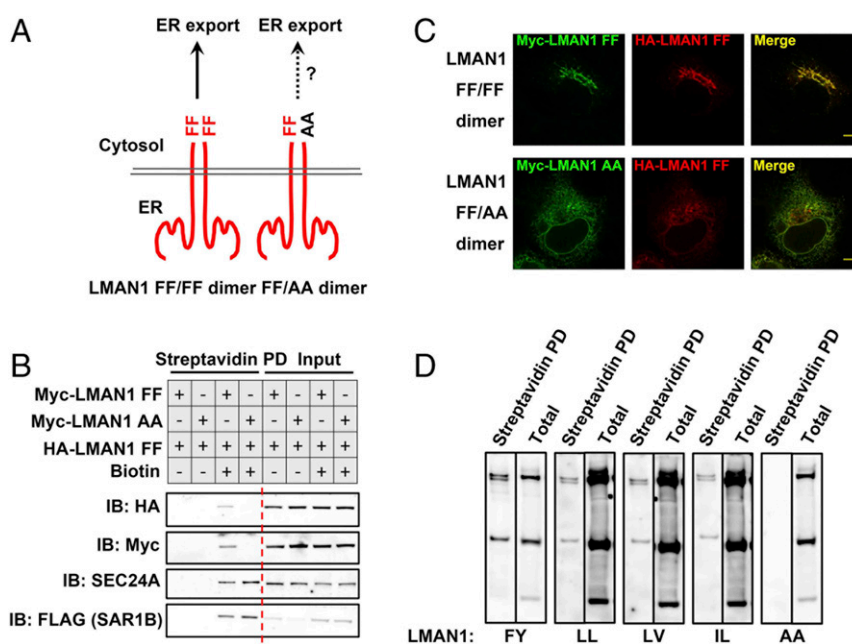 A
ER export ER export
?
FF FF FF AA
Cytosol
ER
LMAN1 FF/FF dimer FF/AA dimer
B
Streptavidin PD Input
Myc-LMAN1 FF + - + - + - + -
Myc-LMAN1 AA - + - + - + - +
HA-LMAN1 FF + + + + + + + +
Biotin - - + + - - + +
IB: HA
IB: Myc
IB: SEC24A
IB: FLAG (SAR1B)
C
Myc-LMAN1 FF HA-LMAN1 FF Merge
LMAN1
FF/FF
dimer
Myc-LMAN1 AA HA-LMAN1 FF Merge
LMAN1
FF/AA
dimer
D
Streptavidin PD Total Streptavidin PD Total Streptavidin PD Total Streptavidin PD Total Streptavidin PD Total
LMAN1: FY LL LV IL AA